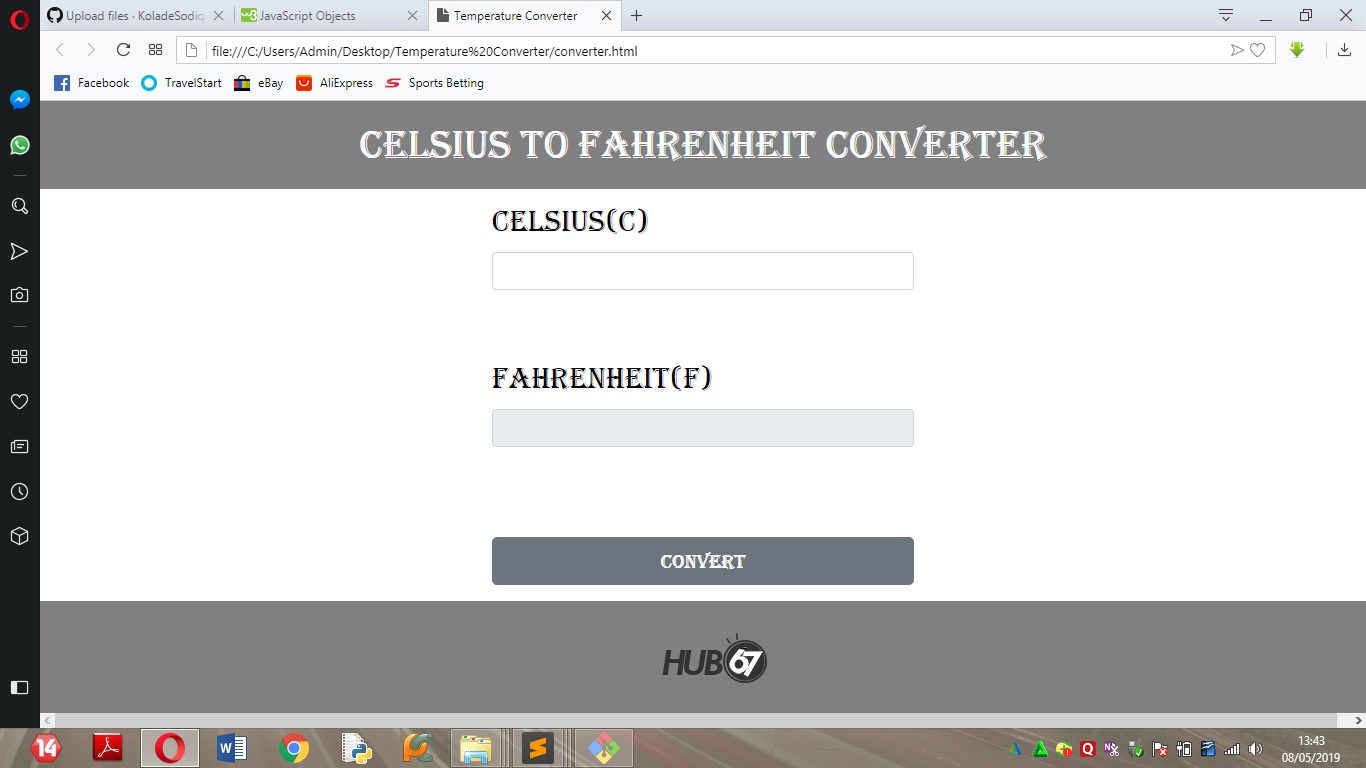 Upload files · KoladeSodiq
JavaScript Objects
Temperature Converter
file:///C:/Users/Admin/Desktop/Temperature%20Converter/converter.html
Facebook
TravelStart
eBay
AliExpress
Sports Betting
CELSIUS TO FAHRENHEIT CONVERTER
CELSIUS(C)
FAHRENHEIT(F)
CONVERT
HUB67
14
13:43
08/05/2019